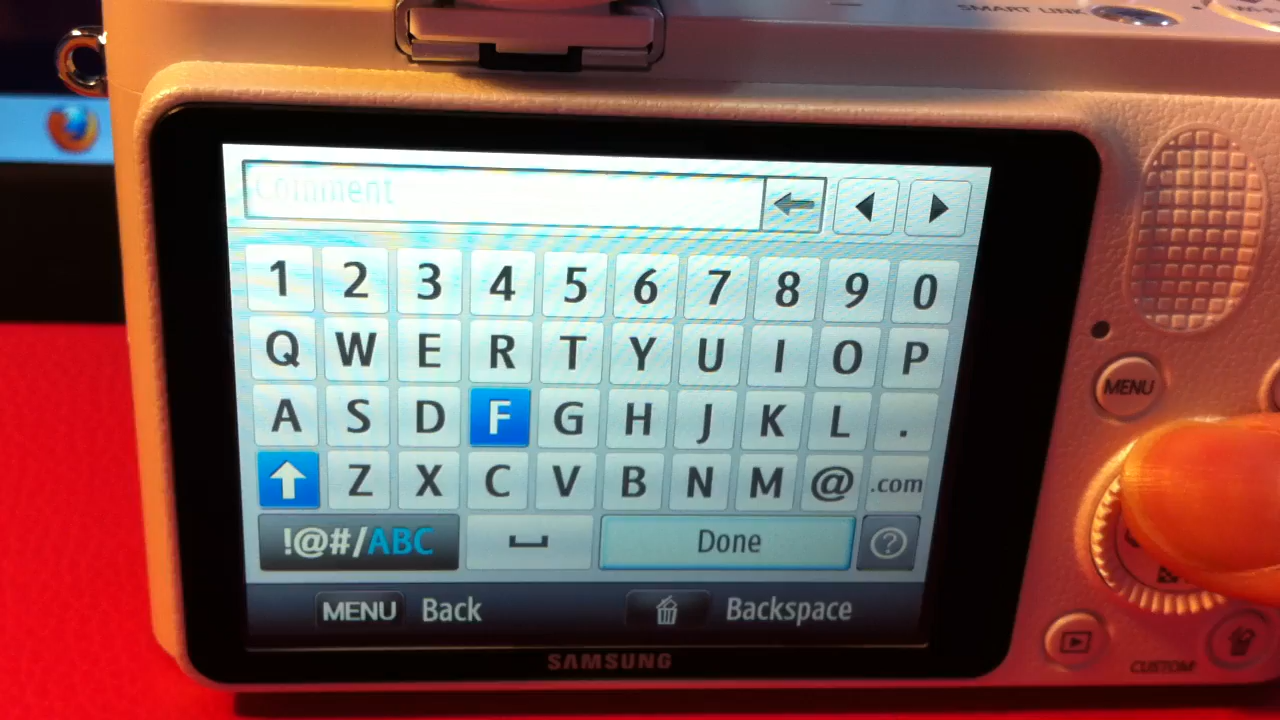 SMART LINK
Comment
1 2 3 4 5 6 7 8 9 0
Q W E R T Y U I O P
A S D F G H J K L .
Z X C V B N M @ .com
!@#/ABC Done ?
MENU Back Backspace
SAMSUNG
MENU
CUSTOM